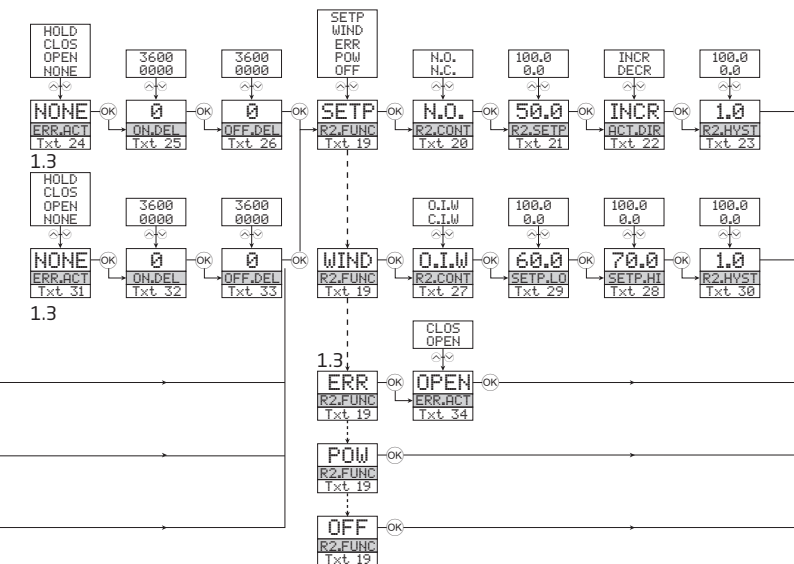 HOLD
CLOS
OPEN
NONE
3600
0000
3600
0000
SETP
WIND
ERR
POW
OFF
N.O.
N.C.
100.0
0.0
INCR
DECR
100.0
0.0
NONE OK 0 OK 0 OK SETP OK N.O. OK 50.0 OK INCR OK 1.0
ERR.ACT ON.DEL OFF.DEL R2.FUNC R2.CONT R2.SETP ACT.DIR R2.HYST
Txt 24 Txt 25 Txt 26 Txt 19 Txt 20 Txt 21 Txt 22 Txt 23
1.3
HOLD
CLOS
OPEN
NONE
3600
0000
3600
0000
O.I.W
C.I.W
100.0
0.0
100.0
0.0
100.0
0.0
NONE OK 0 OK 0 OK WIND OK O.I.W OK 60.0 OK 70.0 OK 1.0
ERR.ACT ON.DEL OFF.DEL R2.FUNC R2.CONT SETP.LO SETP.HI R2.HYST
Txt 31 Txt 32 Txt 33 Txt 19 Txt 27 Txt 29 Txt 28 Txt 30
1.3
CLOS
OPEN
1.3
ERR OK OPEN OK
R2.FUNC ERR.ACT
Txt 19 Txt 34
POW OK
R2.FUNC
Txt 19
OFF OK
R2.FUNC
Txt 19